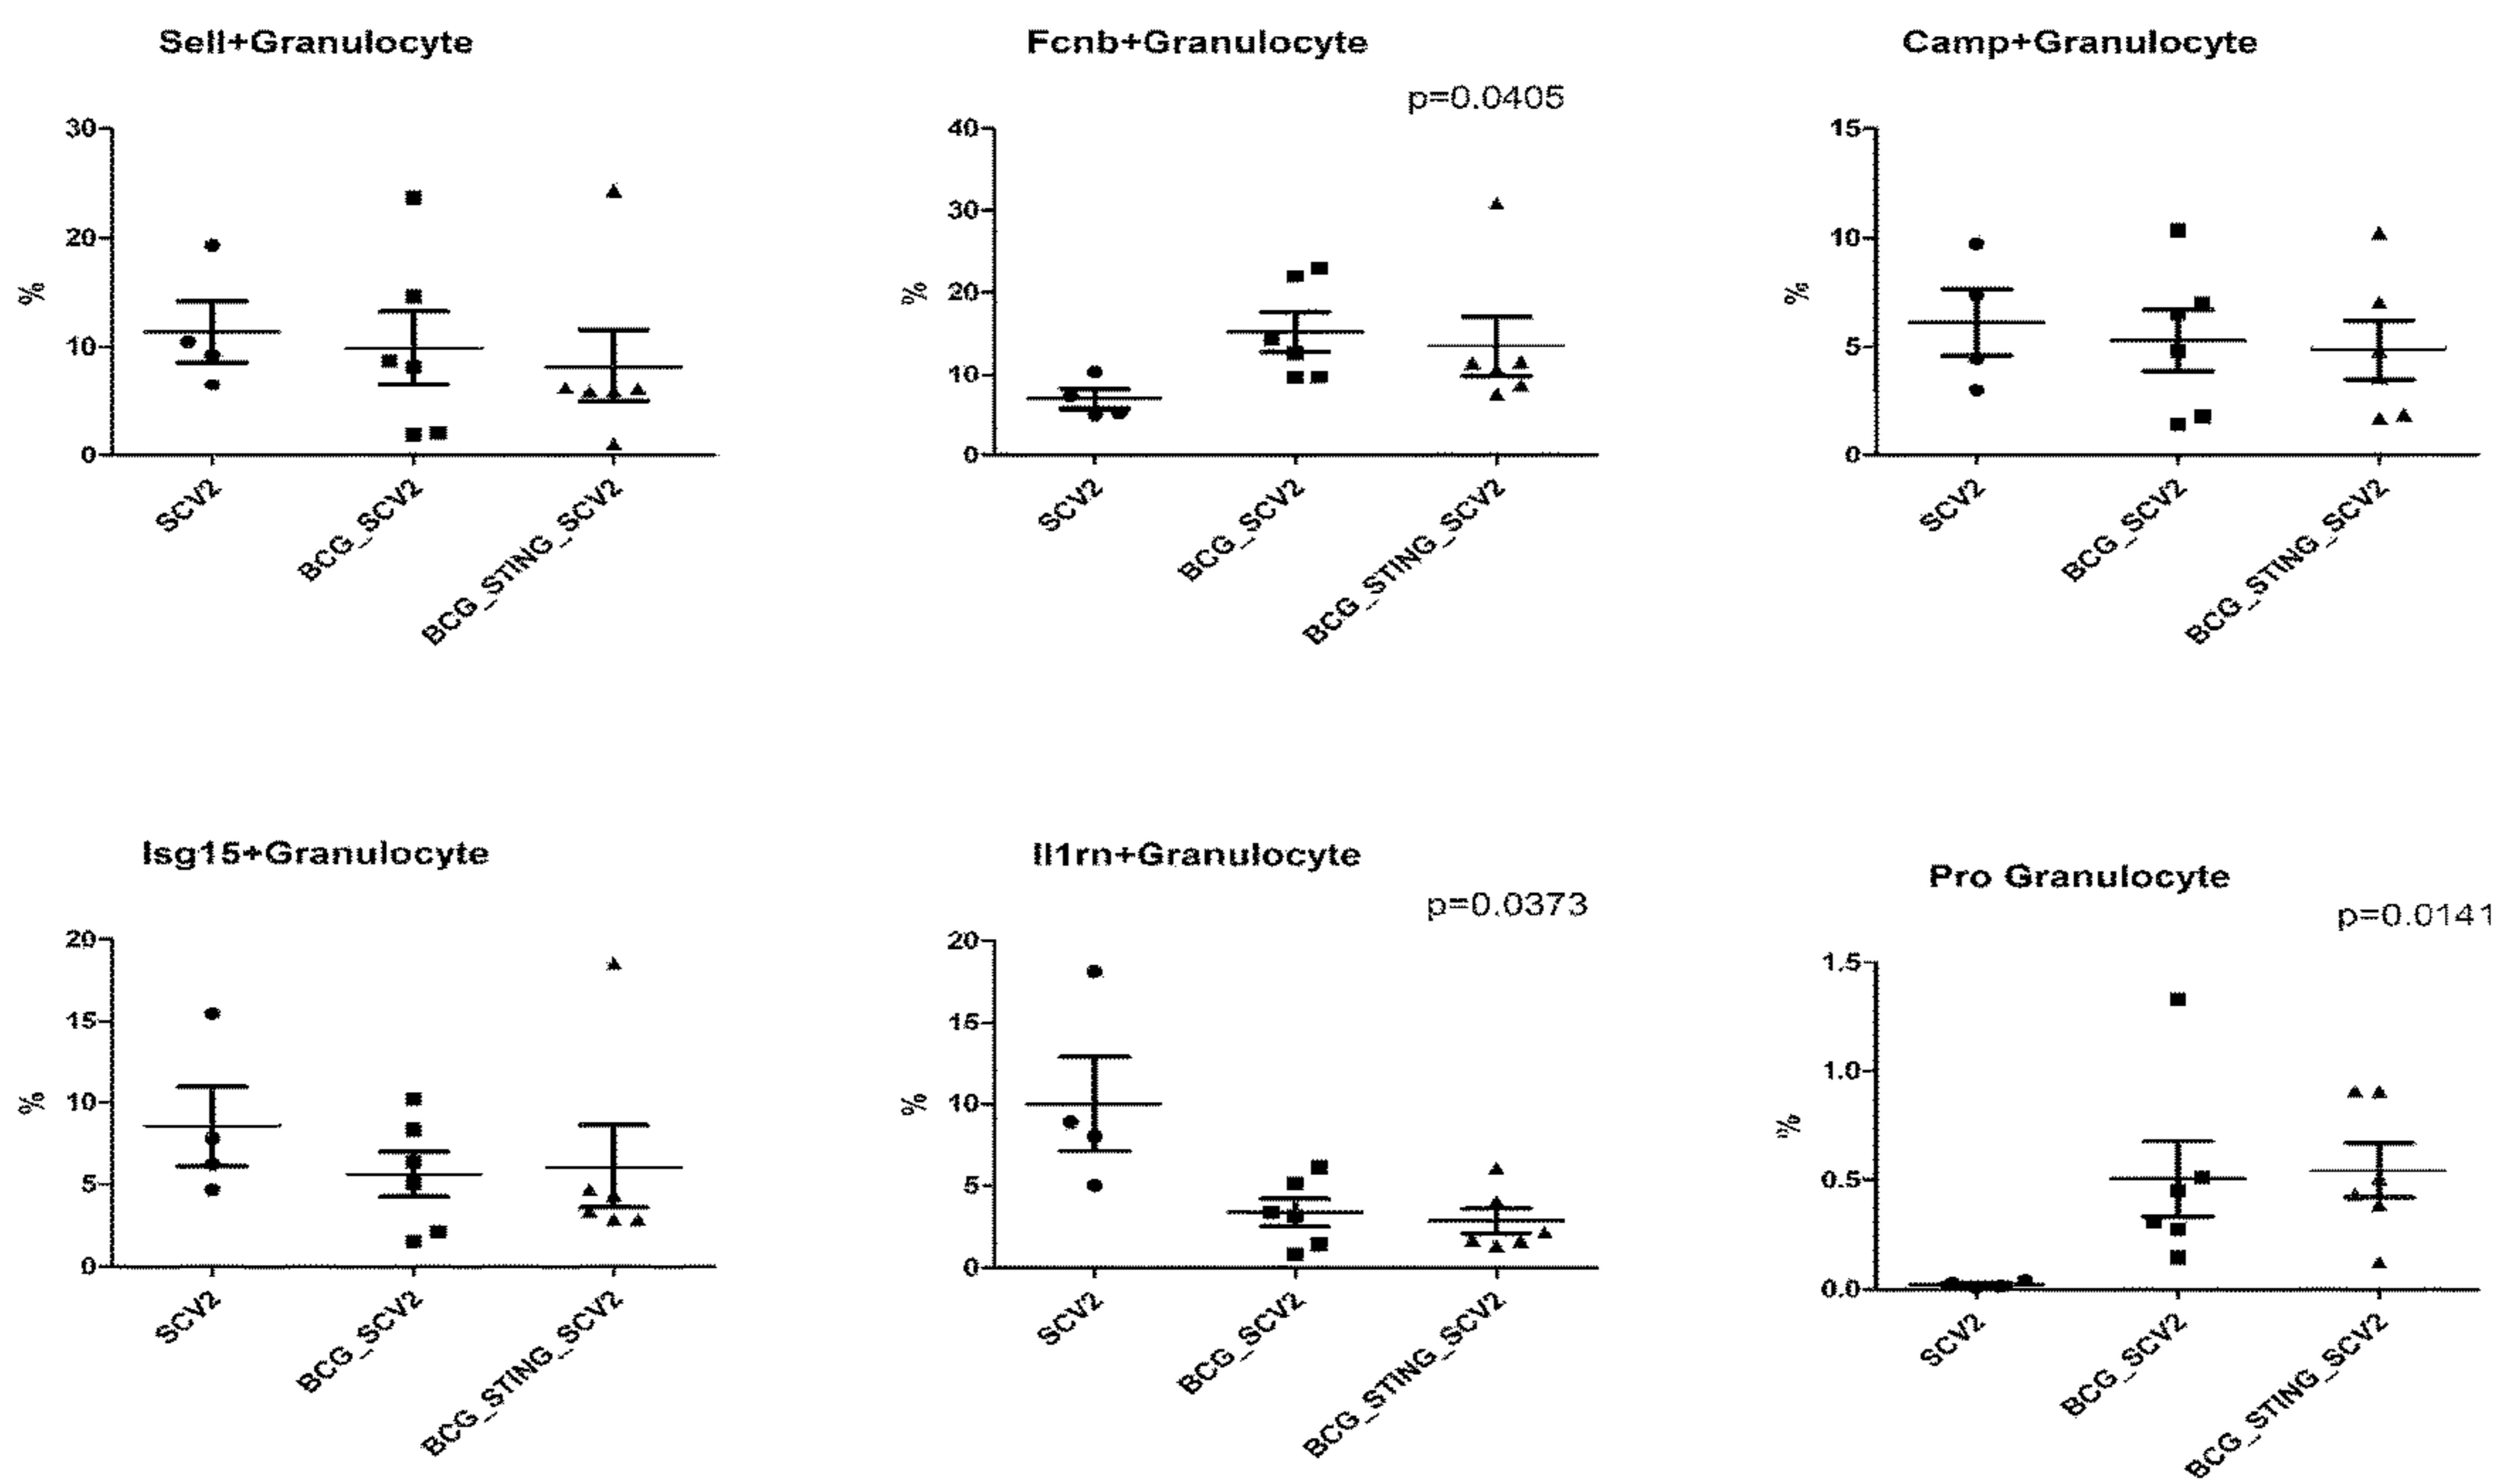 Sell+Granulocyte
%
30
20
10
0
SCV2
BCG_SCV2
BCG_STING_SCV2
Fcnb+Granulocyte
p=0.0405
%
40
30
20
10
0
SCV2
BCG_SCV2
BCG_STING_SCV2
Camp+Granulocyte
%
15
10
5
0
SCV2
BCG_SCV2
BCG_STING_SCV2
Isg15+Granulocyte
%
20
15
10
5
0
SCV2
BCG_SCV2
BCG_STING_SCV2
Il1rn+Granulocyte
p=0.0373
%
20
15
10
5
0
SCV2
BCG_SCV2
BCG_STING_SCV2
Pro Granulocyte
p=0.0141
%
1.5
1.0
0.5
0.0
SCV2
BCG_SCV2
BCG_STING_SCV2